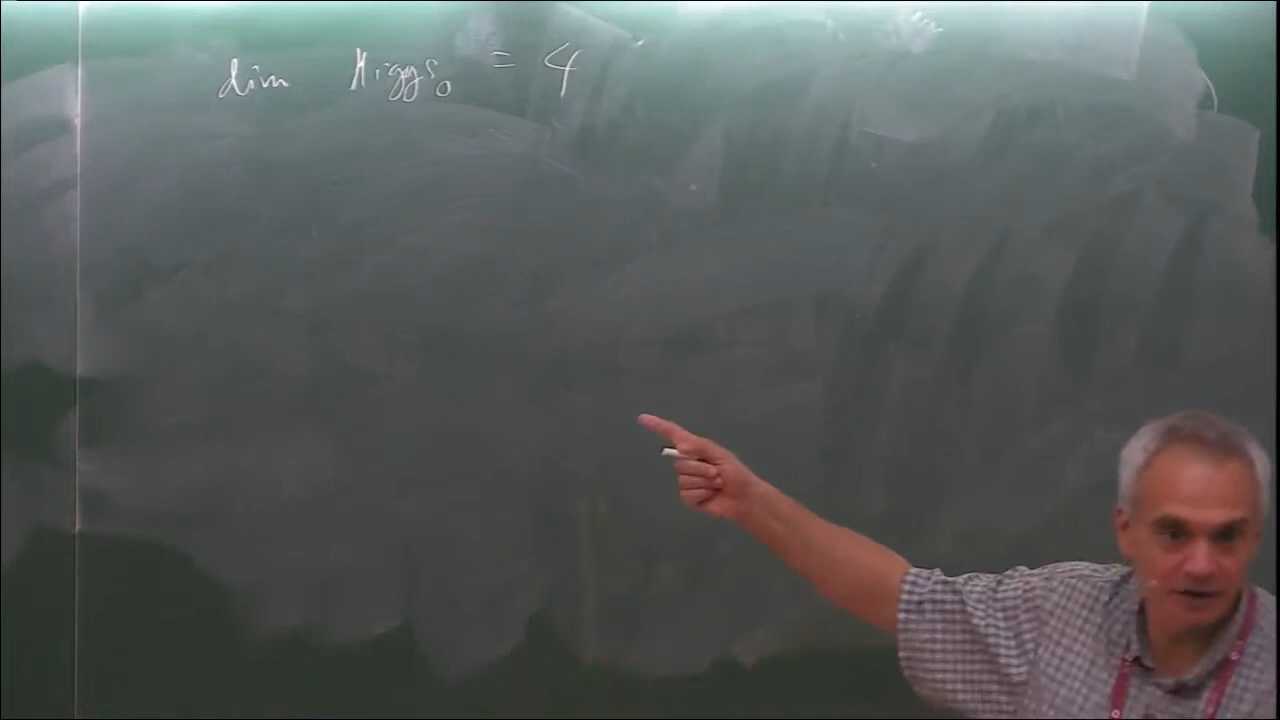 dim Higgs₀ = 4